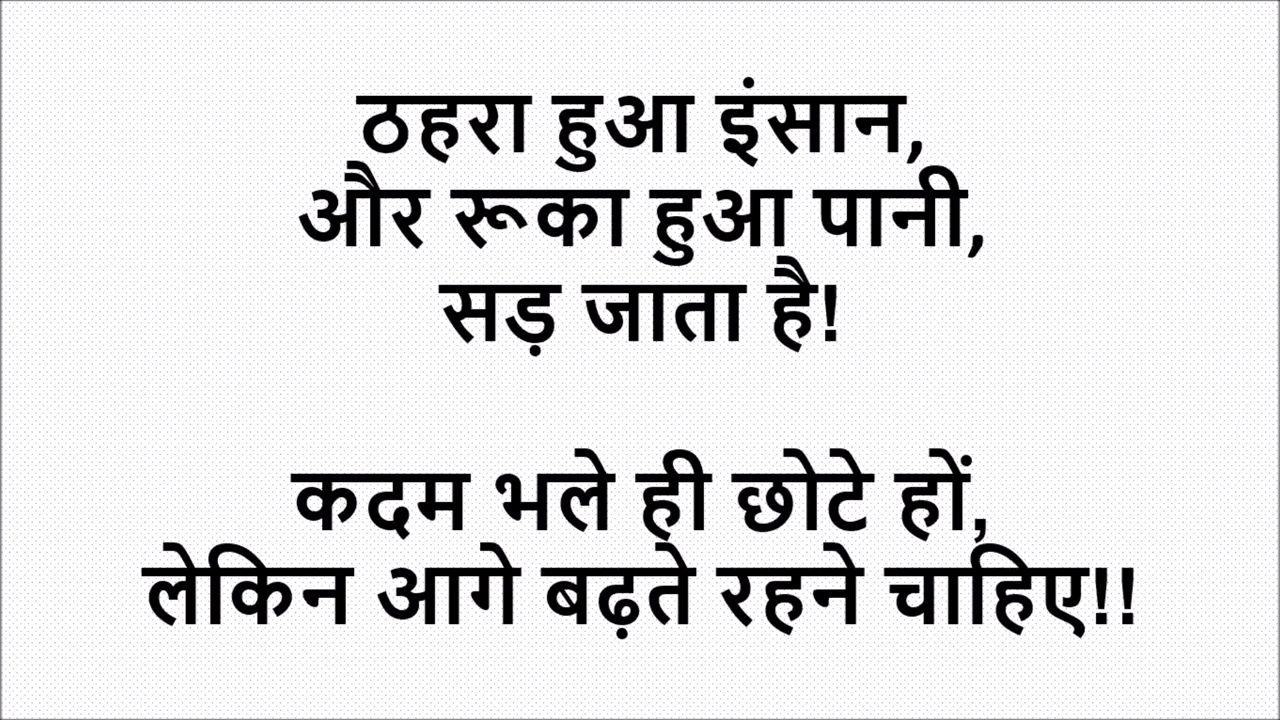 ठहरा हुआ इंसान,
और रूका हुआ पानी,
सड़ जाता है!
कदम भले ही छोटे हों,
लेकिन आगे बढ़ते रहने चाहिए!!